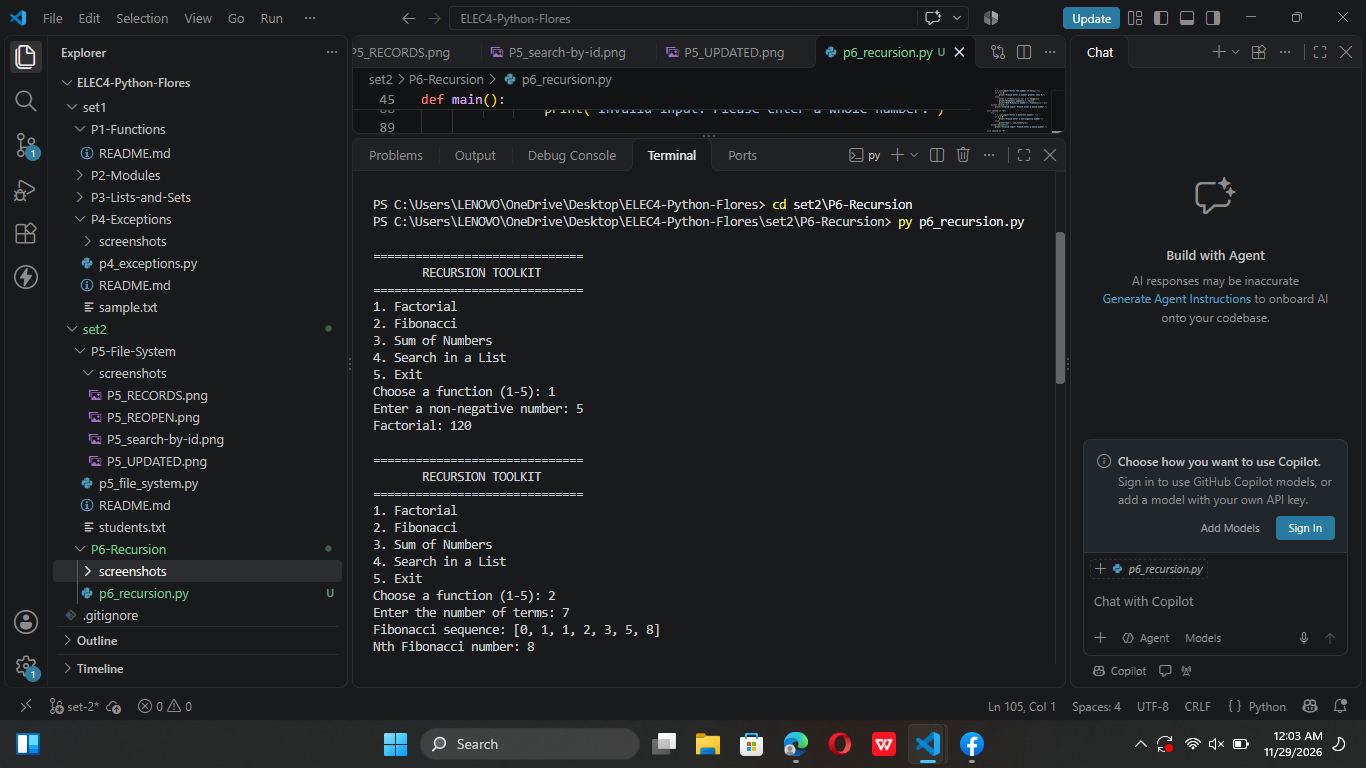 File Edit Selection View Go Run ···
ELEC4-Python-Flores
Update
Explorer
ELEC4-Python-Flores
set1
P1-Functions
README.md
P2-Modules
P3-Lists-and-Sets
P4-Exceptions
screenshots
p4_exceptions.py
README.md
sample.txt
set2
P5-File-System
screenshots
P5_RECORDS.png
P5_REOPEN.png
P5_search-by-id.png
P5_UPDATED.png
p5_file_system.py
README.md
students.txt
P6-Recursion
screenshots
p6_recursion.py U
.gitignore
Outline
Timeline
1
1
P5_RECORDS.png P5_search-by-id.png P5_UPDATED.png p6_recursion.py U
set2 > P6-Recursion > p6_recursion.py
45 def main():
88 print("Invalid input. Please enter a whole number.")
89
Problems Output Debug Console Terminal Ports
py
PS C:\Users\LENOVO\OneDrive\Desktop\ELEC4-Python-Flores> cd set2\P6-Recursion
PS C:\Users\LENOVO\OneDrive\Desktop\ELEC4-Python-Flores\set2\P6-Recursion> py p6_recursion.py
==============================
RECURSION TOOLKIT
==============================
1. Factorial
2. Fibonacci
3. Sum of Numbers
4. Search in a List
5. Exit
Choose a function (1-5): 1
Enter a non-negative number: 5
Factorial: 120
==============================
RECURSION TOOLKIT
==============================
1. Factorial
2. Fibonacci
3. Sum of Numbers
4. Search in a List
5. Exit
Choose a function (1-5): 2
Enter the number of terms: 7
Fibonacci sequence: [0, 1, 1, 2, 3, 5, 8]
Nth Fibonacci number: 8
Chat
Build with Agent
AI responses may be inaccurate
Generate Agent Instructions to onboard AI
onto your codebase.
Choose how you want to use Copilot.
Sign in to use GitHub Copilot models, or
add a model with your own API key.
Add Models Sign In
p6_recursion.py
Chat with Copilot
Agent Models
Copilot
set-2* 0 0
Ln 105, Col 1 Spaces: 4 UTF-8 CRLF { } Python
Search
12:03 AM
11/29/2026